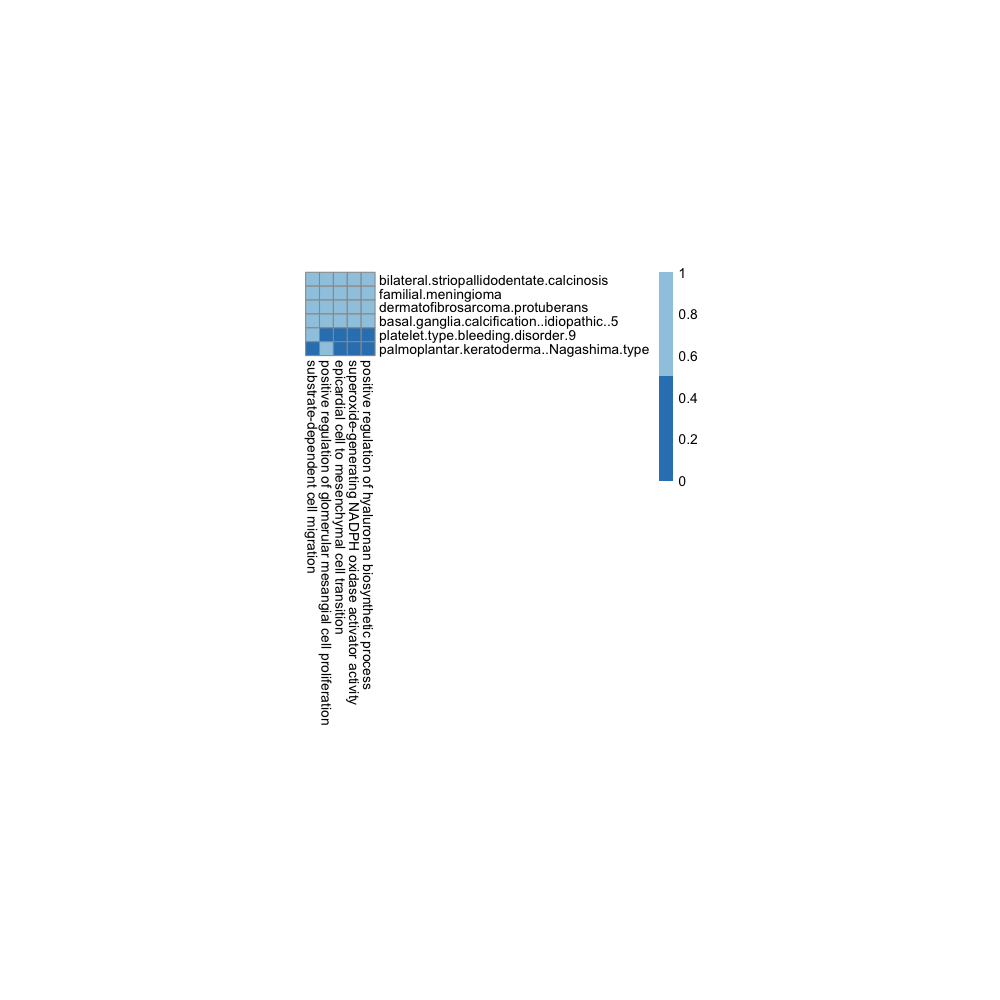 bilateral.striopallidodentate.calcinosis
familial.meningioma
dermatofibrosarcoma.protuberans
basal.ganglia.calcification..idiopathic..5
platelet.type.bleeding.disorder.9
palmoplantar.keratoderma..Nagashima.type
1
0.8
0.6
0.4
0.2
0
substrate-dependent cell migration
positive regulation of glomerular mesangial cell proliferation
epicardial cell to mesenchymal cell transition
superoxide-generating NADPH oxidase activator activity
positive regulation of hyaluronan biosynthetic process